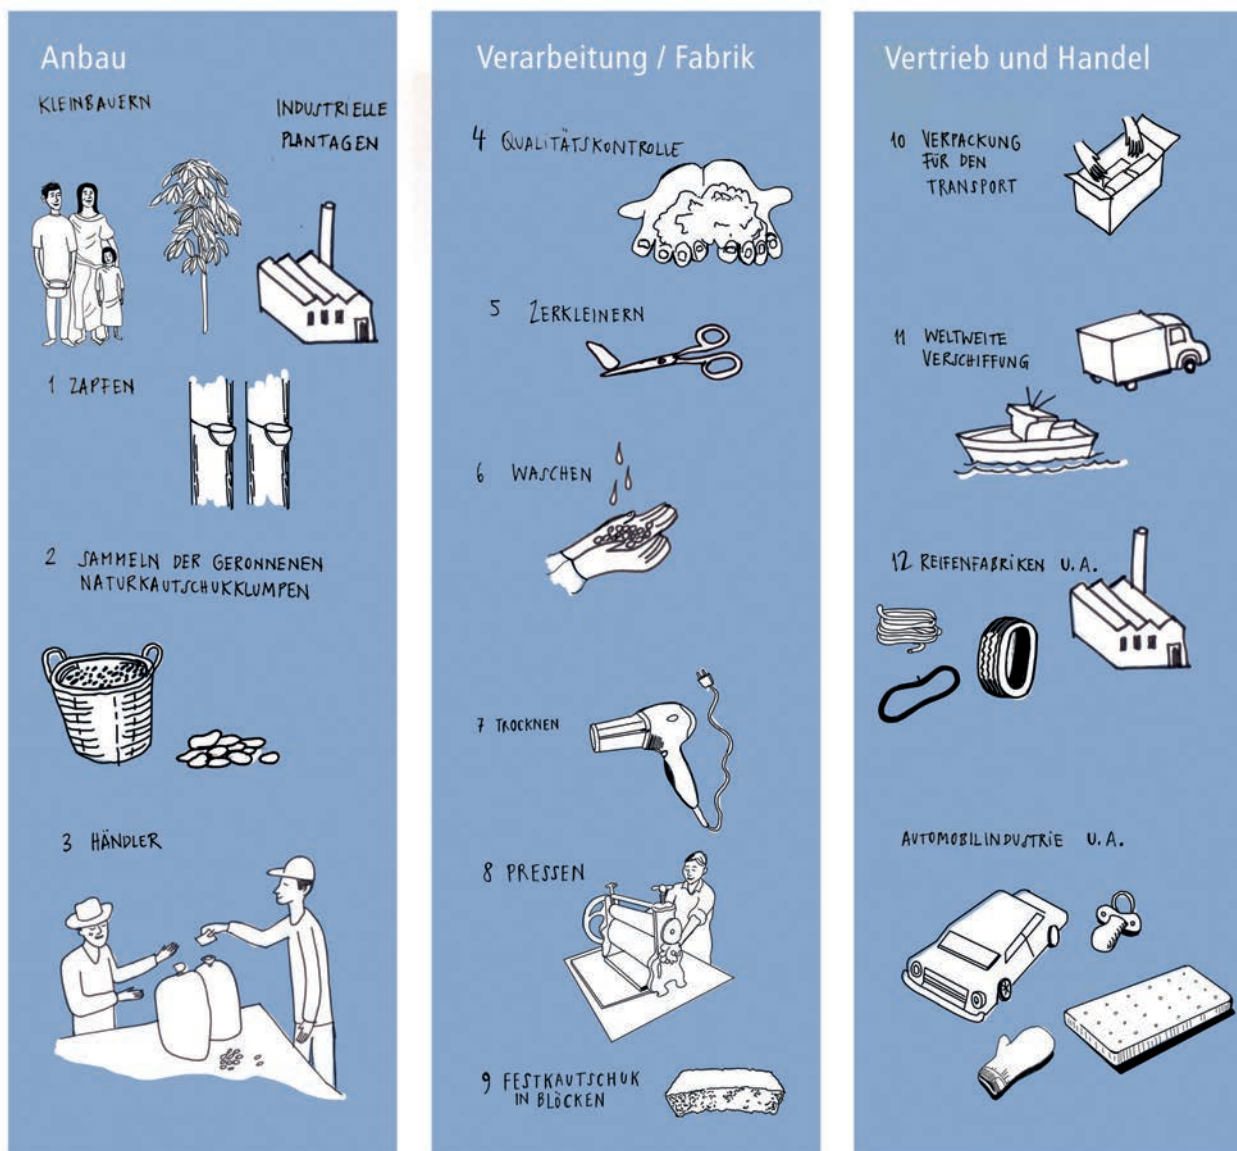 Anbau
KLEINBAUERN
INDUSTRIELLE
PLANTAGEN
1 ZAPFEN
2 SAMMELN DER GERONNENEN
NATURKAUTSCHUKKLUMPEN
3 HÄNDLER
Verarbeitung / Fabrik
4 QUALITÄTSKONTROLLE
5 ZERKLEINERN
6 WASCHEN
7 TROCKNEN
8 PRESSEN
9 FESTKAUTSCHUK
IN BLÖCKEN
Vertrieb und Handel
10 VERPACKUNG
FÜR DEN
TRANSPORT
11 WELTWEITE
VERSCHIFFUNG
12 REIFENFABRIKEN U.A.
AUTOMOBILINDUSTRIE U.A.